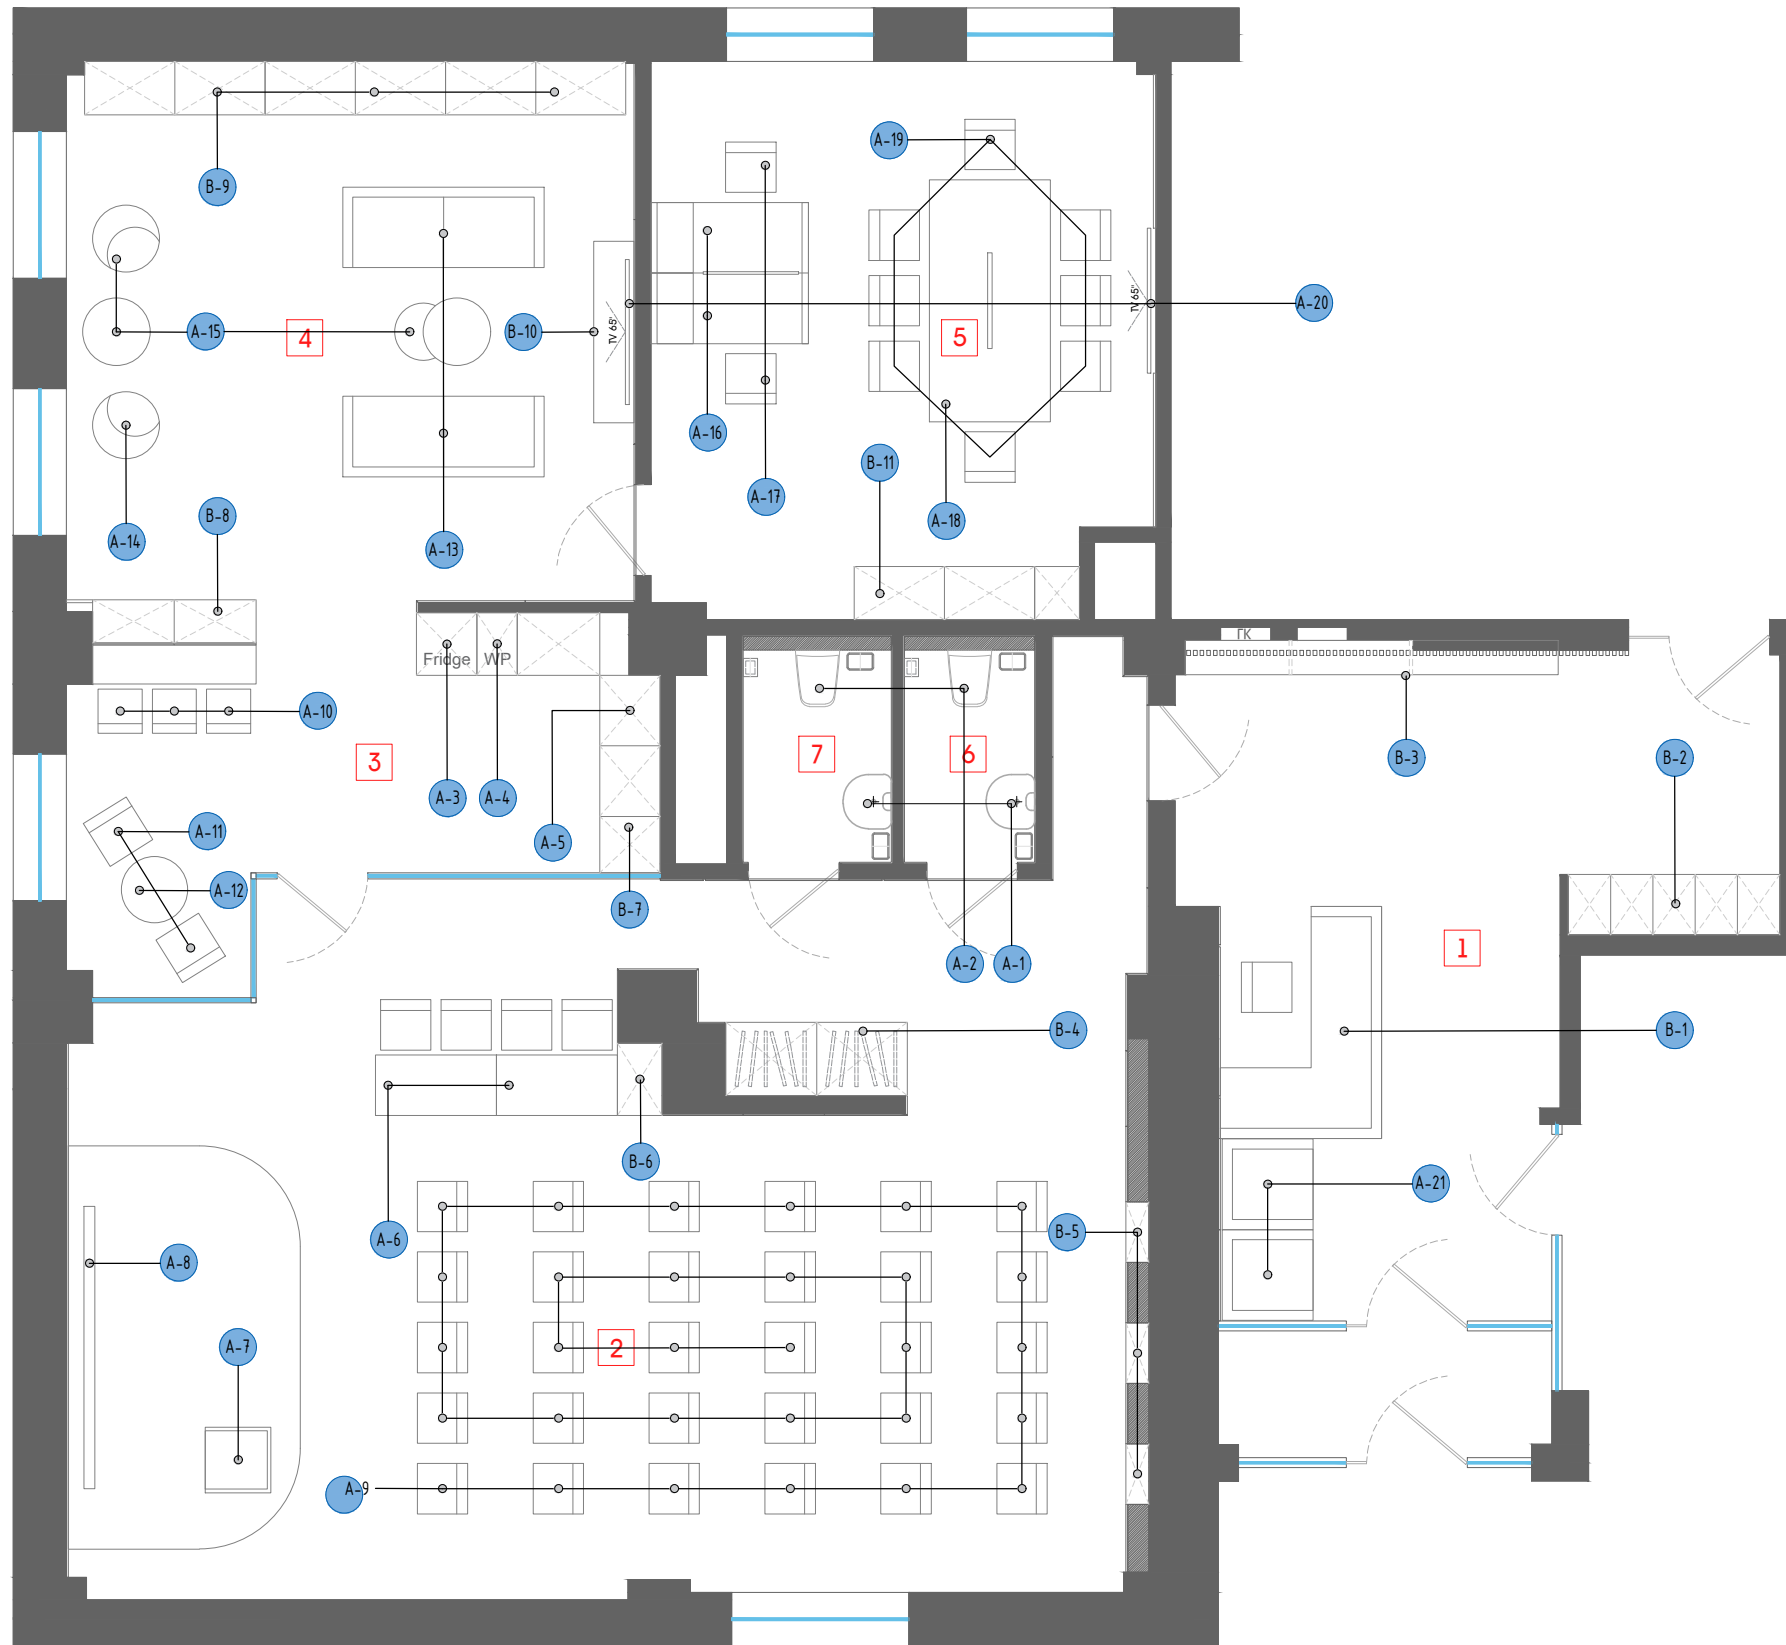 A-19
B-9
A-20
TV 65"
TV 65"
A-15
4
B-10
5
A-16
B-11
A-17
B-8
A-18
A-14
A-13
ГК
Fridge
WP
A-10
7
6
3
B-3
B-2
A-3
A-4
A-11
A-5
A-12
B-7
1
A-2
A-1
B-4
B-1
B-6
A-21
B-5
A-6
A-8
A-7
2
A-9